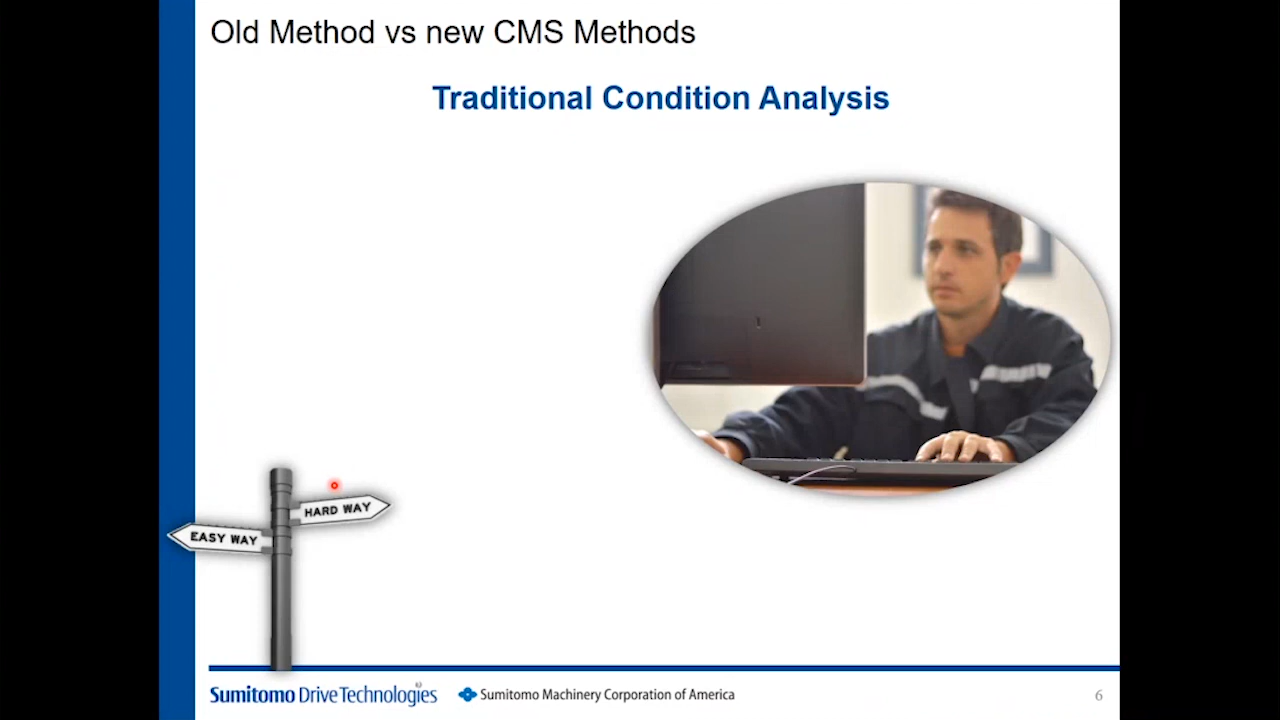 Old Method vs new CMS Methods
Traditional Condition Analysis
HARD WAY
EASY WAY
Sumitomo Drive Technologies
Sumitomo Machinery Corporation of America
6